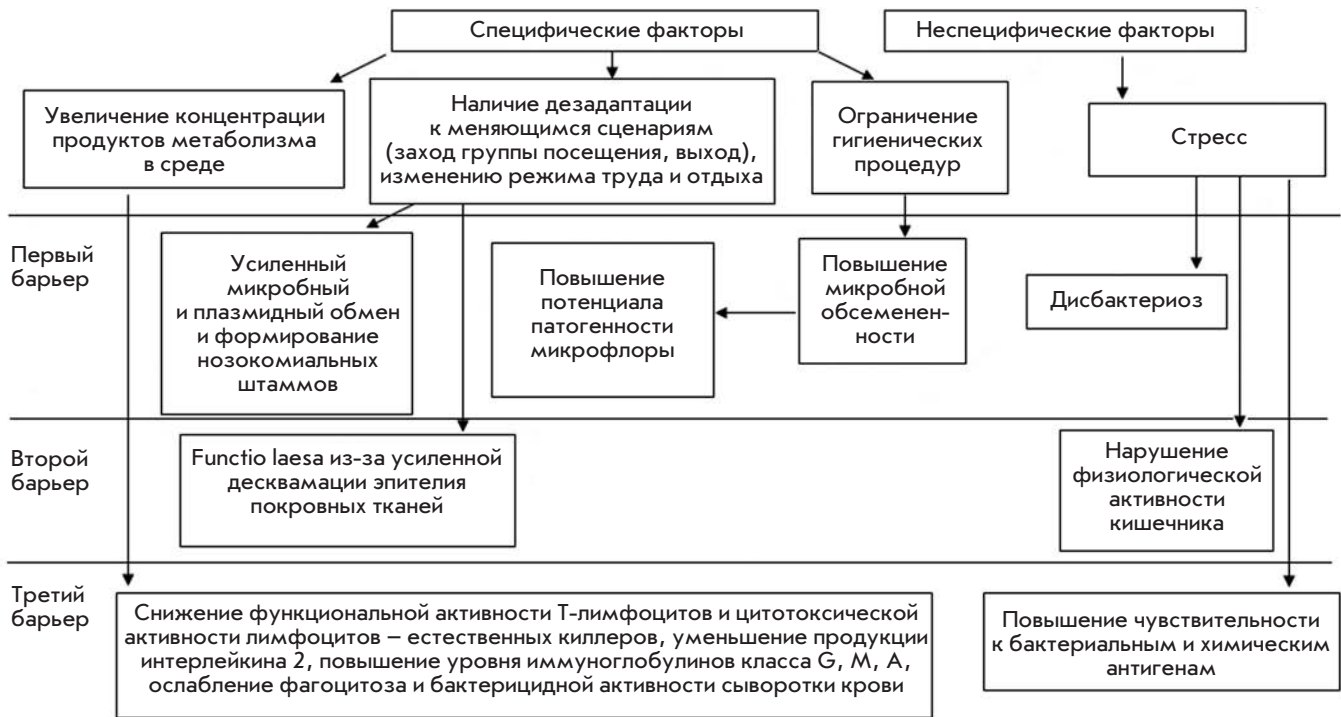 Специфические факторы
Неспецифические факторы
Увеличение концентрации
продуктов метаболизма
в среде
Наличие дезадаптации
к меняющимся сценариям
(заход группы посещения, выход),
изменению режима труда и отдыха
Ограничение
гигиенических
процедур
Стресс
Первый
барьер
Усиленный
микробный
и плазмидный обмен
и формирование
нозокомиальных
штаммов
Повышение
потенциала
патогенности
микрофлоры
Повышение
микробной
обсеменен-
ности
Дисбактериоз
Второй
барьер
Functio laesa из-за усиленной
десквамации эпителия
покровных тканей
Нарушение
физиологической
активности
кишечника
Третий
барьер
Снижение функциональной активности Т-лимфоцитов и цитотоксической
активности лимфоцитов – естественных киллеров, уменьшение продукции
интерлейкина 2, повышение уровня иммуноглобулинов класса G, M, A,
ослабление фагоцитоза и бактерицидной активности сыворотки крови
Повышение чувствительности
к бактериальным и химическим
антигенам